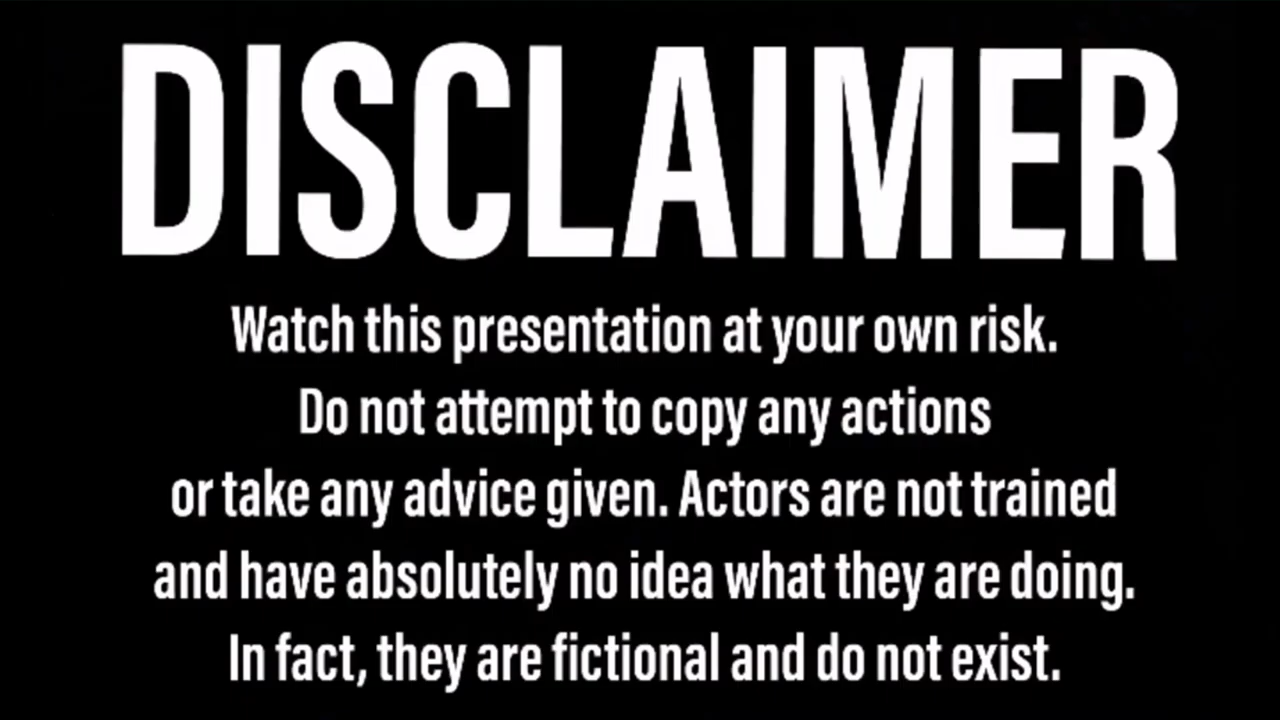 DISCLAIMER
Watch this presentation at your own risk.
Do not attempt to copy any actions
or take any advice given. Actors are not trained
and have absolutely no idea what they are doing.
In fact, they are fictional and do not exist.